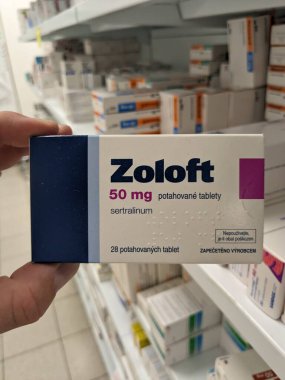 Zoloft
50 mg potahované tablety
sertralinum
Nepoužívejte,
je-li obal poškozen
28 potahovaných tablet
ZAPEČETĚNO VÝROBCEM